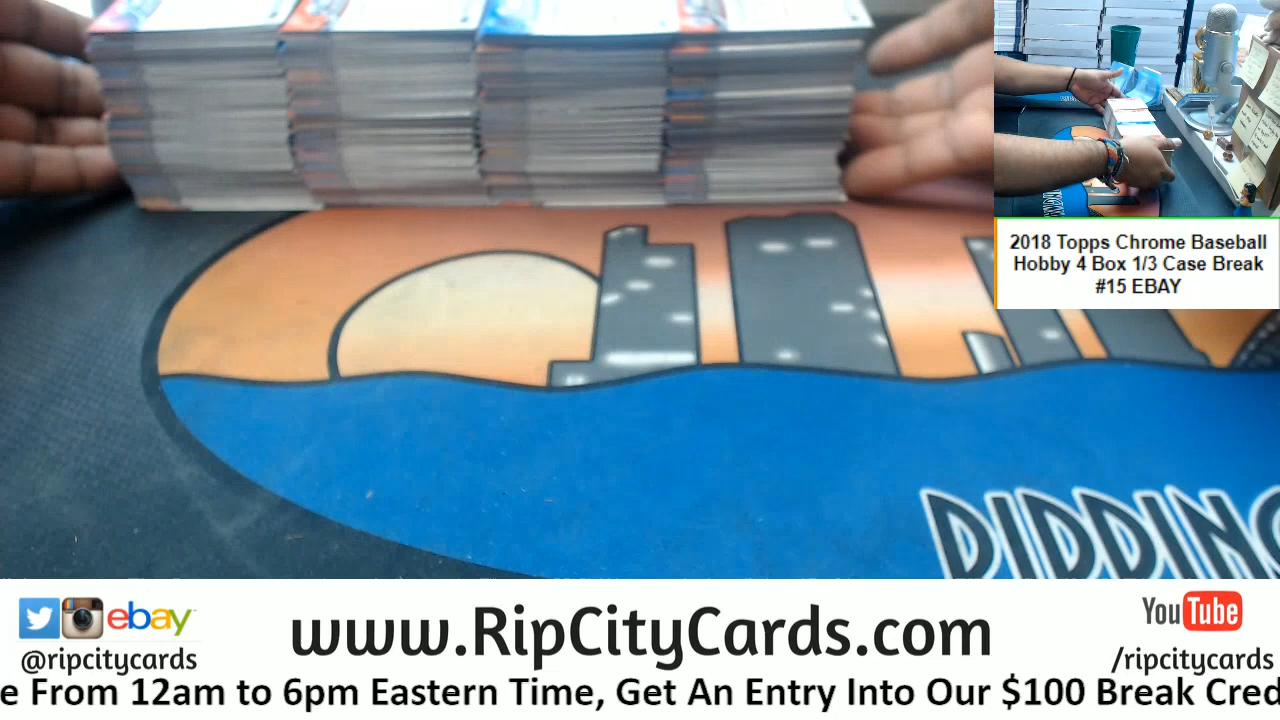 2018 Topps Chrome Baseball
Hobby 4 Box 1/3 Case Break
#15 EBAY
ebay
@ripcitycards
www.RipCityCards.com
YouTube
/ripcitycards
e From 12am to 6pm Eastern Time, Get An Entry Into Our $100 Break Cred